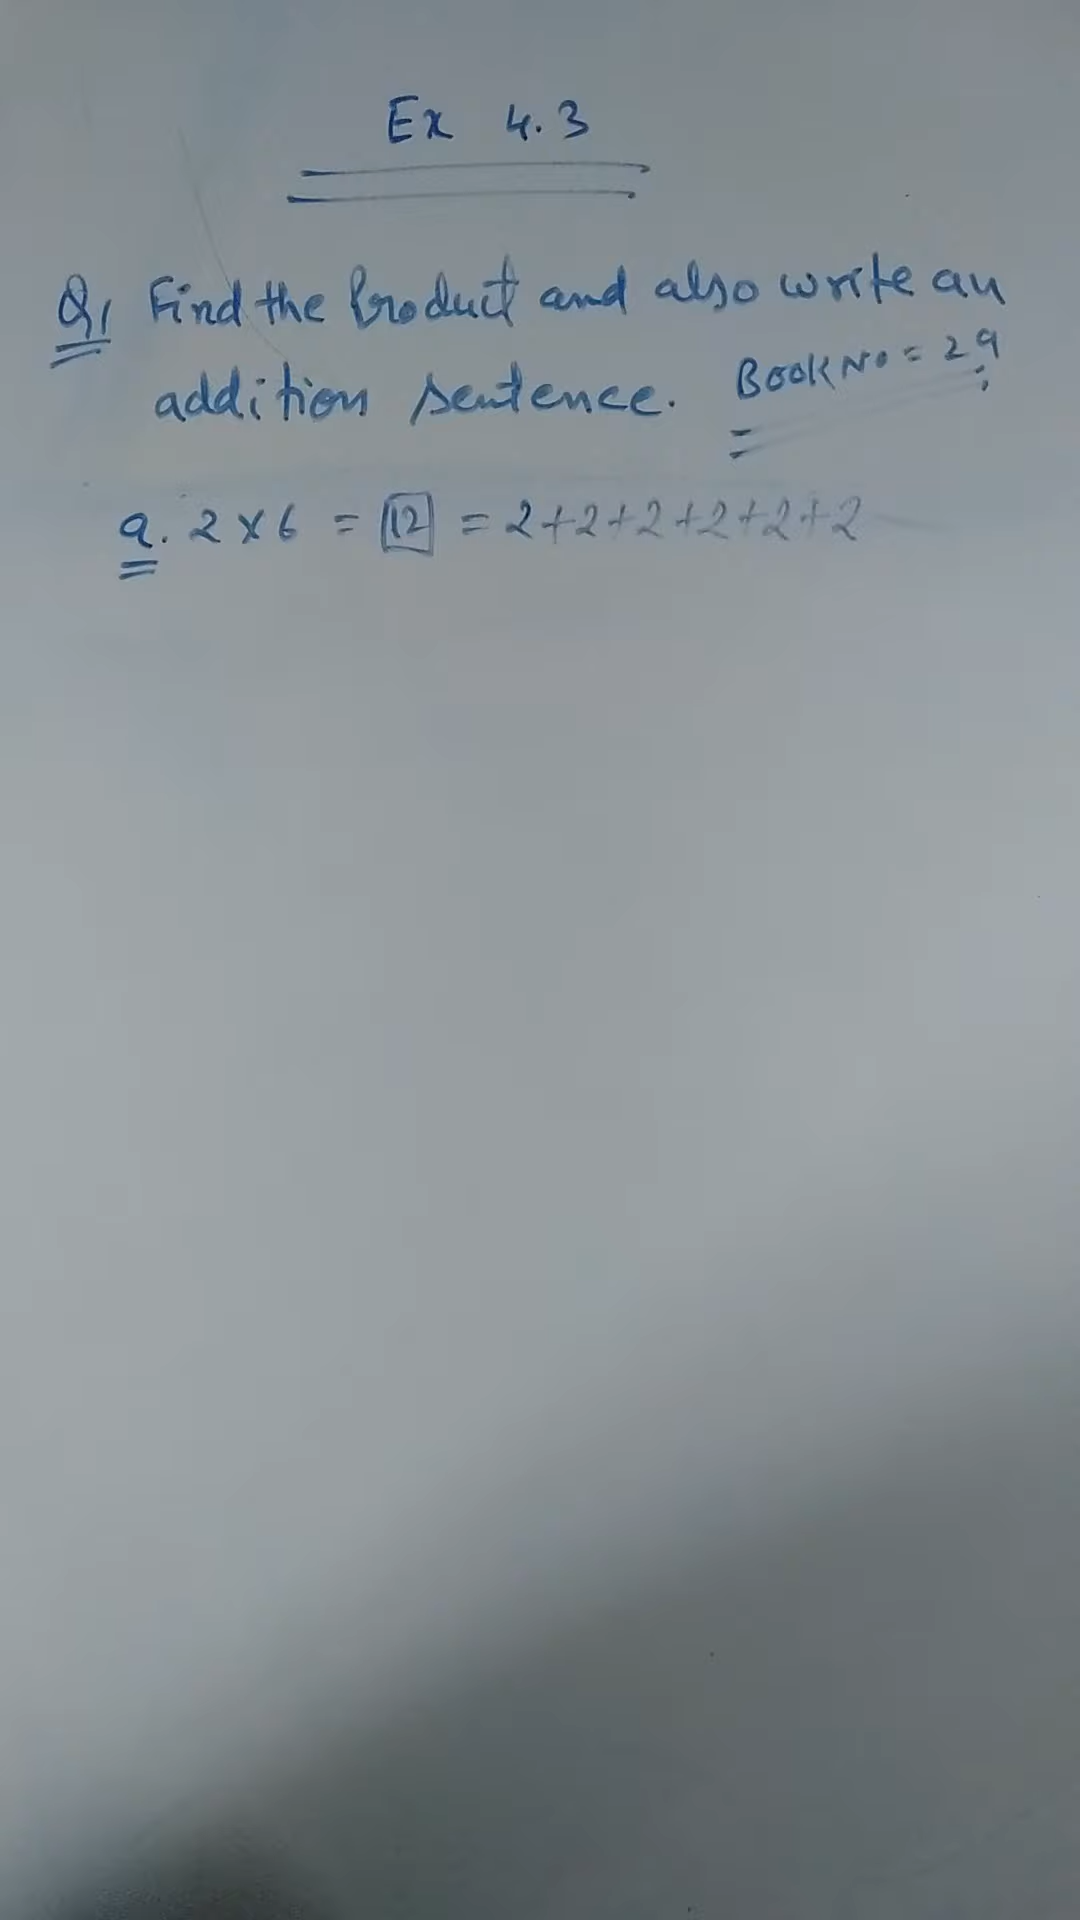 Ex 4.3
Q1 Find the Product and also write an
addition sentence. Book No = 29
a. 2 × 6 = 12 = 2+2+2+2+2+2